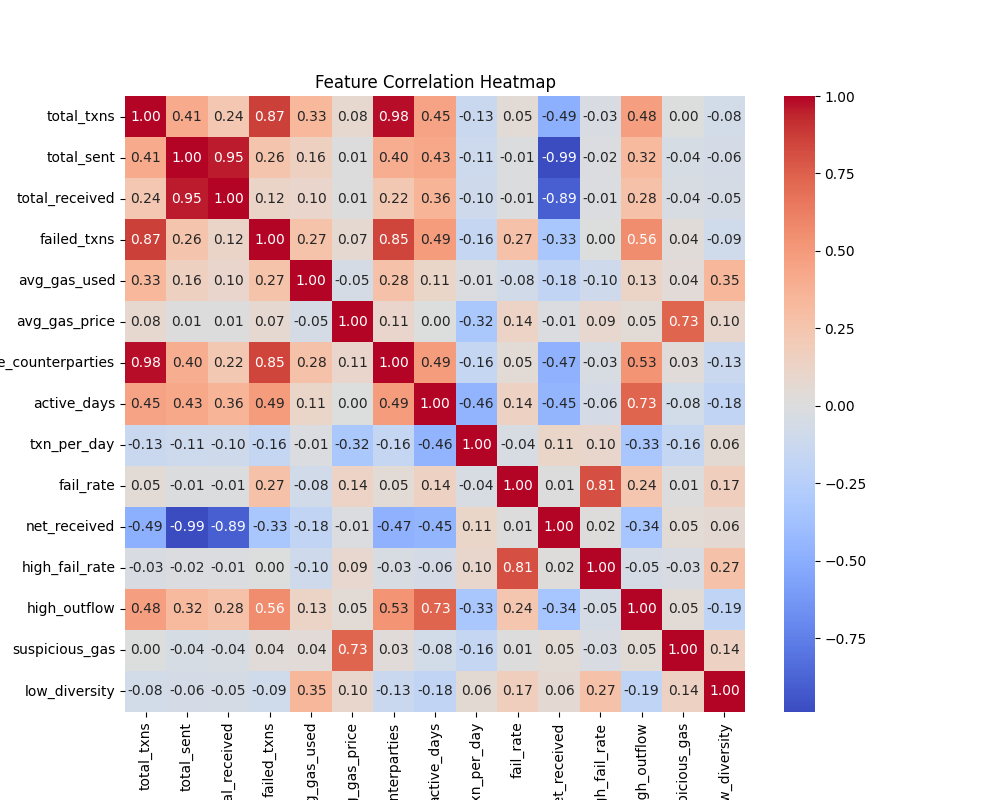 Feature Correlation Heatmap
total_txns 1.00 0.41 0.24 0.87 0.33 0.08 0.98 0.45 -0.13 0.05 -0.49 -0.03 0.48 0.00 -0.08
total_sent 0.41 1.00 0.95 0.26 0.16 0.01 0.40 0.43 -0.11 -0.01 -0.99 -0.02 0.32 -0.04 -0.06
total_received 0.24 0.95 1.00 0.12 0.10 0.01 0.22 0.36 -0.10 -0.01 -0.89 -0.01 0.28 -0.04 -0.05
failed_txns 0.87 0.26 0.12 1.00 0.27 0.07 0.85 0.49 -0.16 0.27 -0.33 0.00 0.56 0.04 -0.09
avg_gas_used 0.33 0.16 0.10 0.27 1.00 -0.05 0.28 0.11 -0.01 -0.08 -0.18 -0.10 0.13 0.04 0.35
avg_gas_price 0.08 0.01 0.01 0.07 -0.05 1.00 0.11 0.00 -0.32 0.14 -0.01 0.09 0.05 0.73 0.10
e_counterparties 0.98 0.40 0.22 0.85 0.28 0.11 1.00 0.49 -0.16 0.05 -0.47 -0.03 0.53 0.03 -0.13
active_days 0.45 0.43 0.36 0.49 0.11 0.00 0.49 1.00 -0.46 0.14 -0.45 -0.06 0.73 -0.08 -0.18
txn_per_day -0.13 -0.11 -0.10 -0.16 -0.01 -0.32 -0.16 -0.46 1.00 -0.04 0.11 0.10 -0.33 -0.16 0.06
fail_rate 0.05 -0.01 -0.01 0.27 -0.08 0.14 0.05 0.14 -0.04 1.00 0.01 0.81 0.24 0.01 0.17
net_received -0.49 -0.99 -0.89 -0.33 -0.18 -0.01 -0.47 -0.45 0.11 0.01 1.00 0.02 -0.34 0.05 0.06
high_fail_rate -0.03 -0.02 -0.01 0.00 -0.10 0.09 -0.03 -0.06 0.10 0.81 0.02 1.00 -0.05 -0.03 0.27
high_outflow 0.48 0.32 0.28 0.56 0.13 0.05 0.53 0.73 -0.33 0.24 -0.34 -0.05 1.00 0.05 -0.19
suspicious_gas 0.00 -0.04 -0.04 0.04 0.04 0.73 0.03 -0.08 -0.16 0.01 0.05 -0.03 0.05 1.00 0.14
low_diversity -0.08 -0.06 -0.05 -0.09 0.35 0.10 -0.13 -0.18 0.06 0.17 0.06 0.27 -0.19 0.14 1.00
total_txns
total_sent
al_received
failed_txns
g_gas_used
_gas_price
nterparties
active_days
xn_per_day
fail_rate
et_received
gh_fail_rate
gh_outflow
picious_gas
w_diversity
1.00
0.75
0.50
0.25
0.00
−0.25
−0.50
−0.75